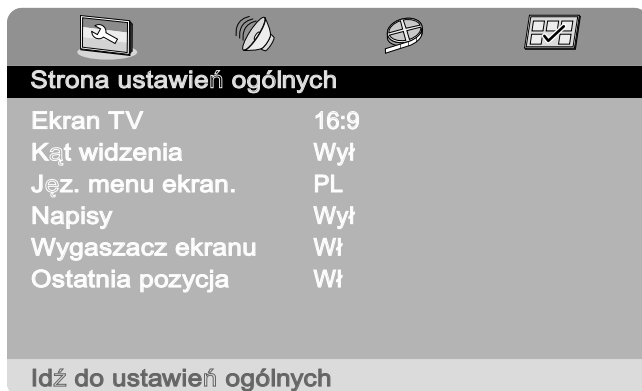 Strona ustawień ogólnych
Ekran TV 16:9
Kąt widzenia Wył
Jęz. menu ekran. PL
Napisy Wył
Wygaszacz ekranu Wł
Ostatnia pozycja Wł
Idź do ustawień ogólnych